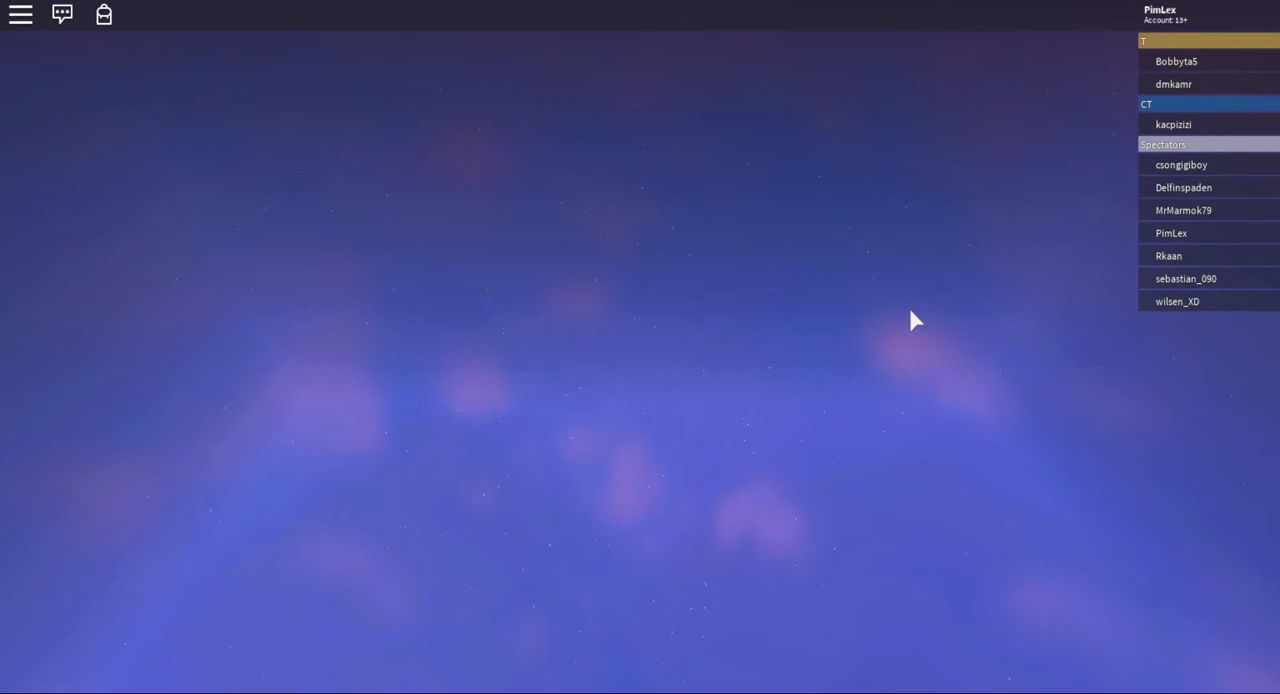 PimLex
Account: 13+
T
Bobbyta5
dmkamr
CT
kacpizizi
Spectators
csongigiboy
Delfinspaden
MrMarmok79
PimLex
Rkaan
sebastian_090
wilsen_XD